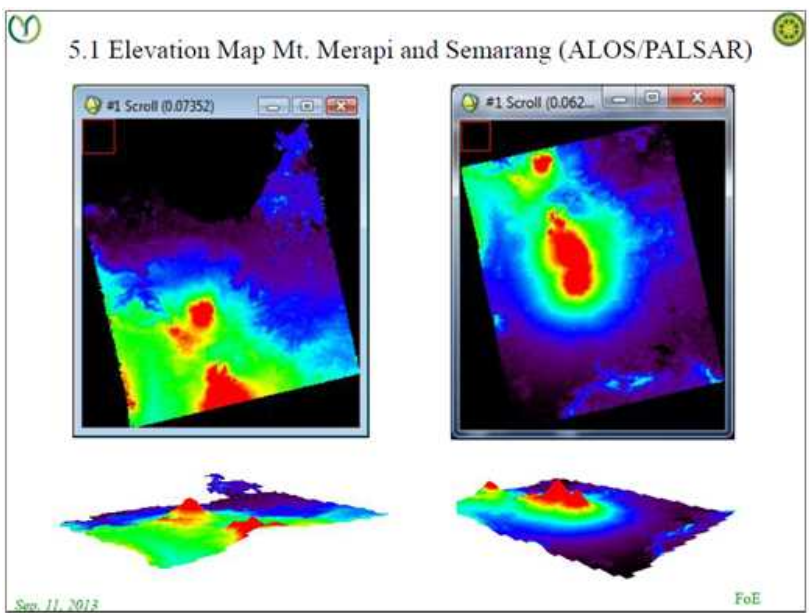 5.1 Elevation Map Mt. Merapi and Semarang (ALOS/PALSAR)
#1 Scroll (0.07352)
#1 Scroll (0.062...
Sep. 11, 2013
FoE